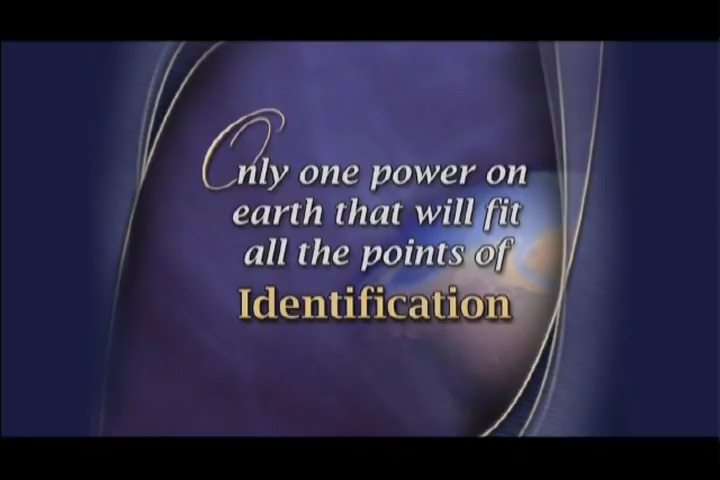 Only one power on
earth that will fit
all the points of
Identification